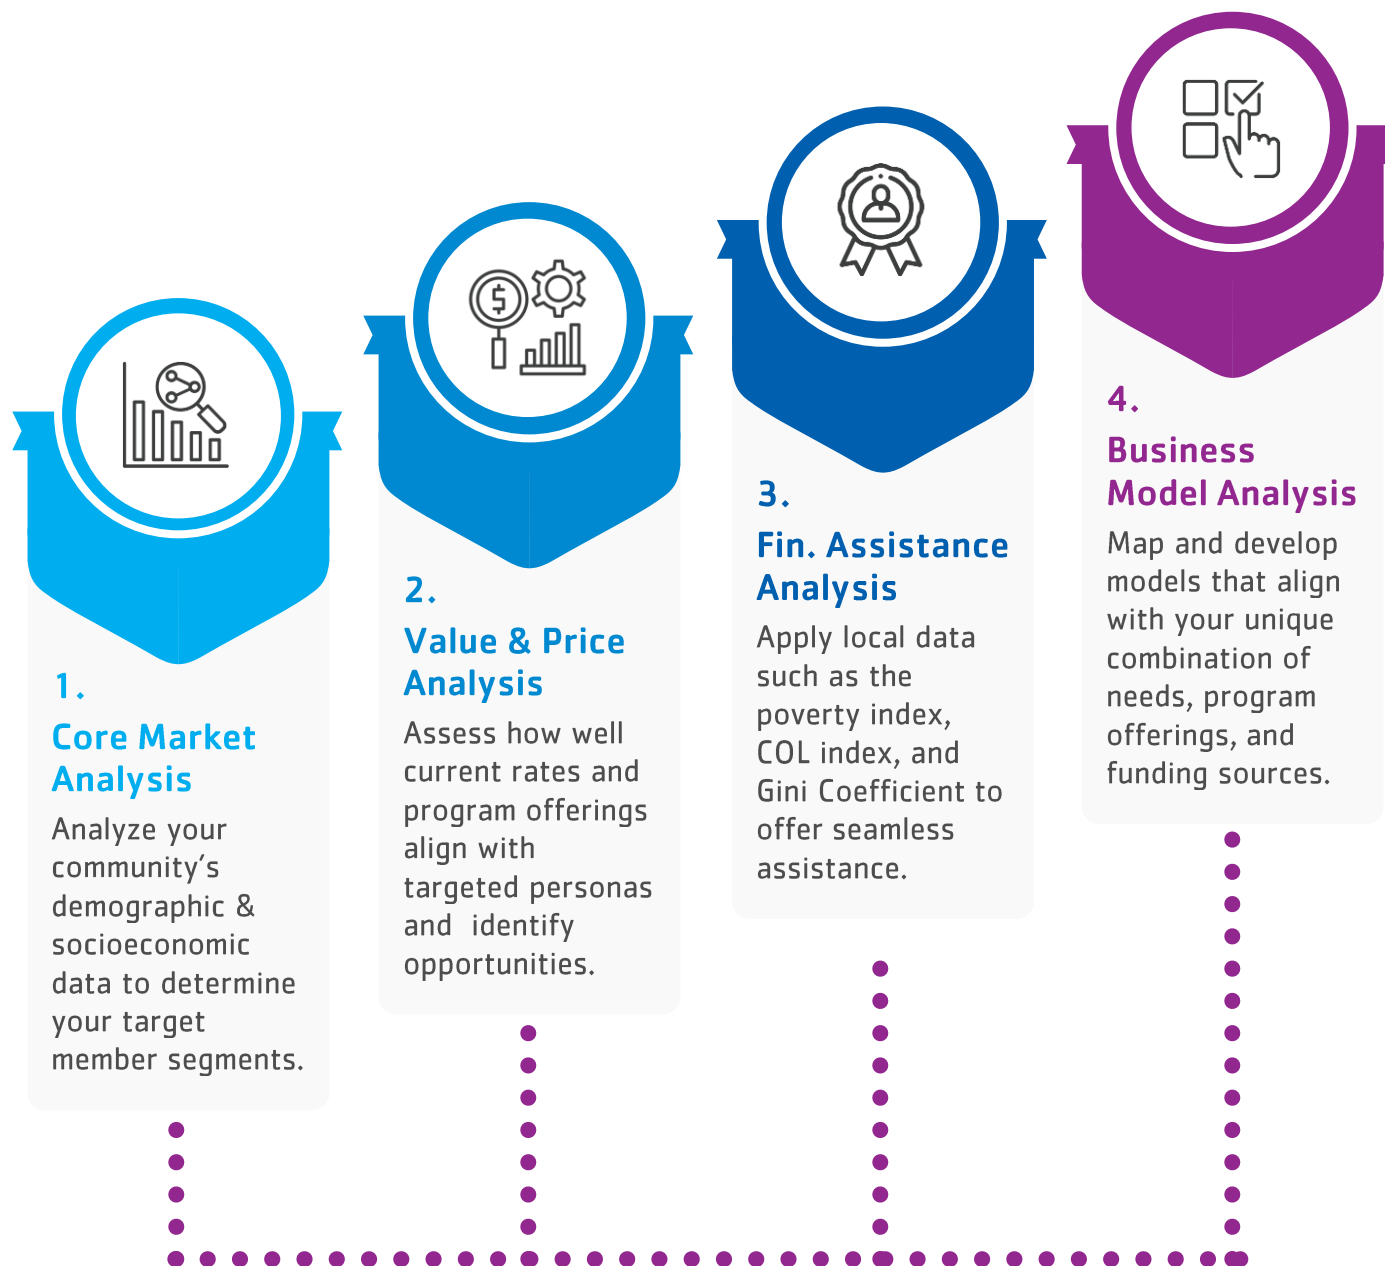 1.
Core Market
Analysis
Analyze your
community’s
demographic &
socioeconomic
data to determine
your target
member segments.
2.
Value & Price
Analysis
Assess how well
current rates and
program offerings
align with
targeted personas
and  identify
opportunities.
3.
Fin. Assistance
Analysis
Apply local data
such as the
poverty index,
COL index, and
Gini Coefficient to
offer seamless
assistance.
4.
Business
Model Analysis
Map and develop
models that align
with your unique
combination of
needs, program
offerings, and
funding sources.